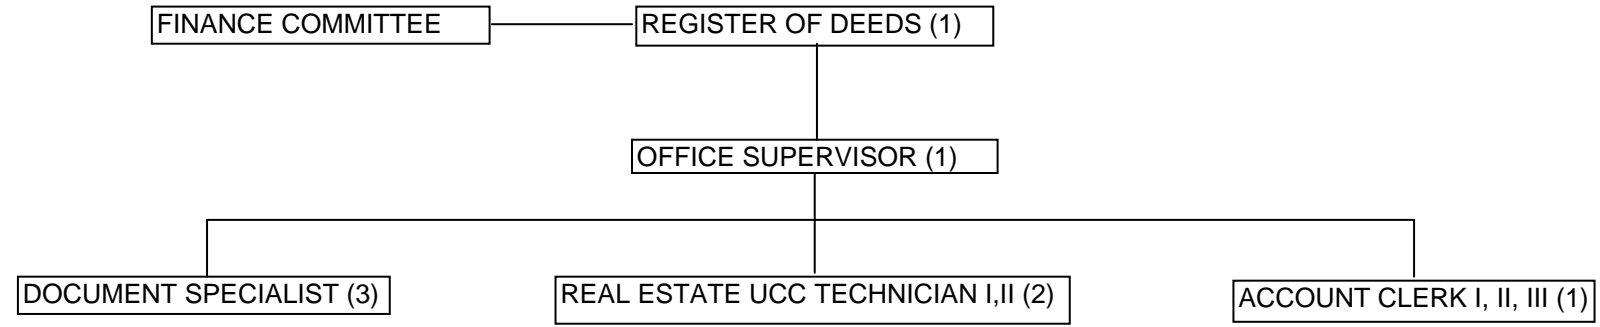 FINANCE COMMITTEE
REGISTER OF DEEDS (1)
OFFICE SUPERVISOR (1)
DOCUMENT SPECIALIST (3)
REAL ESTATE UCC TECHNICIAN I,II (2)
ACCOUNT CLERK I, II, III (1)